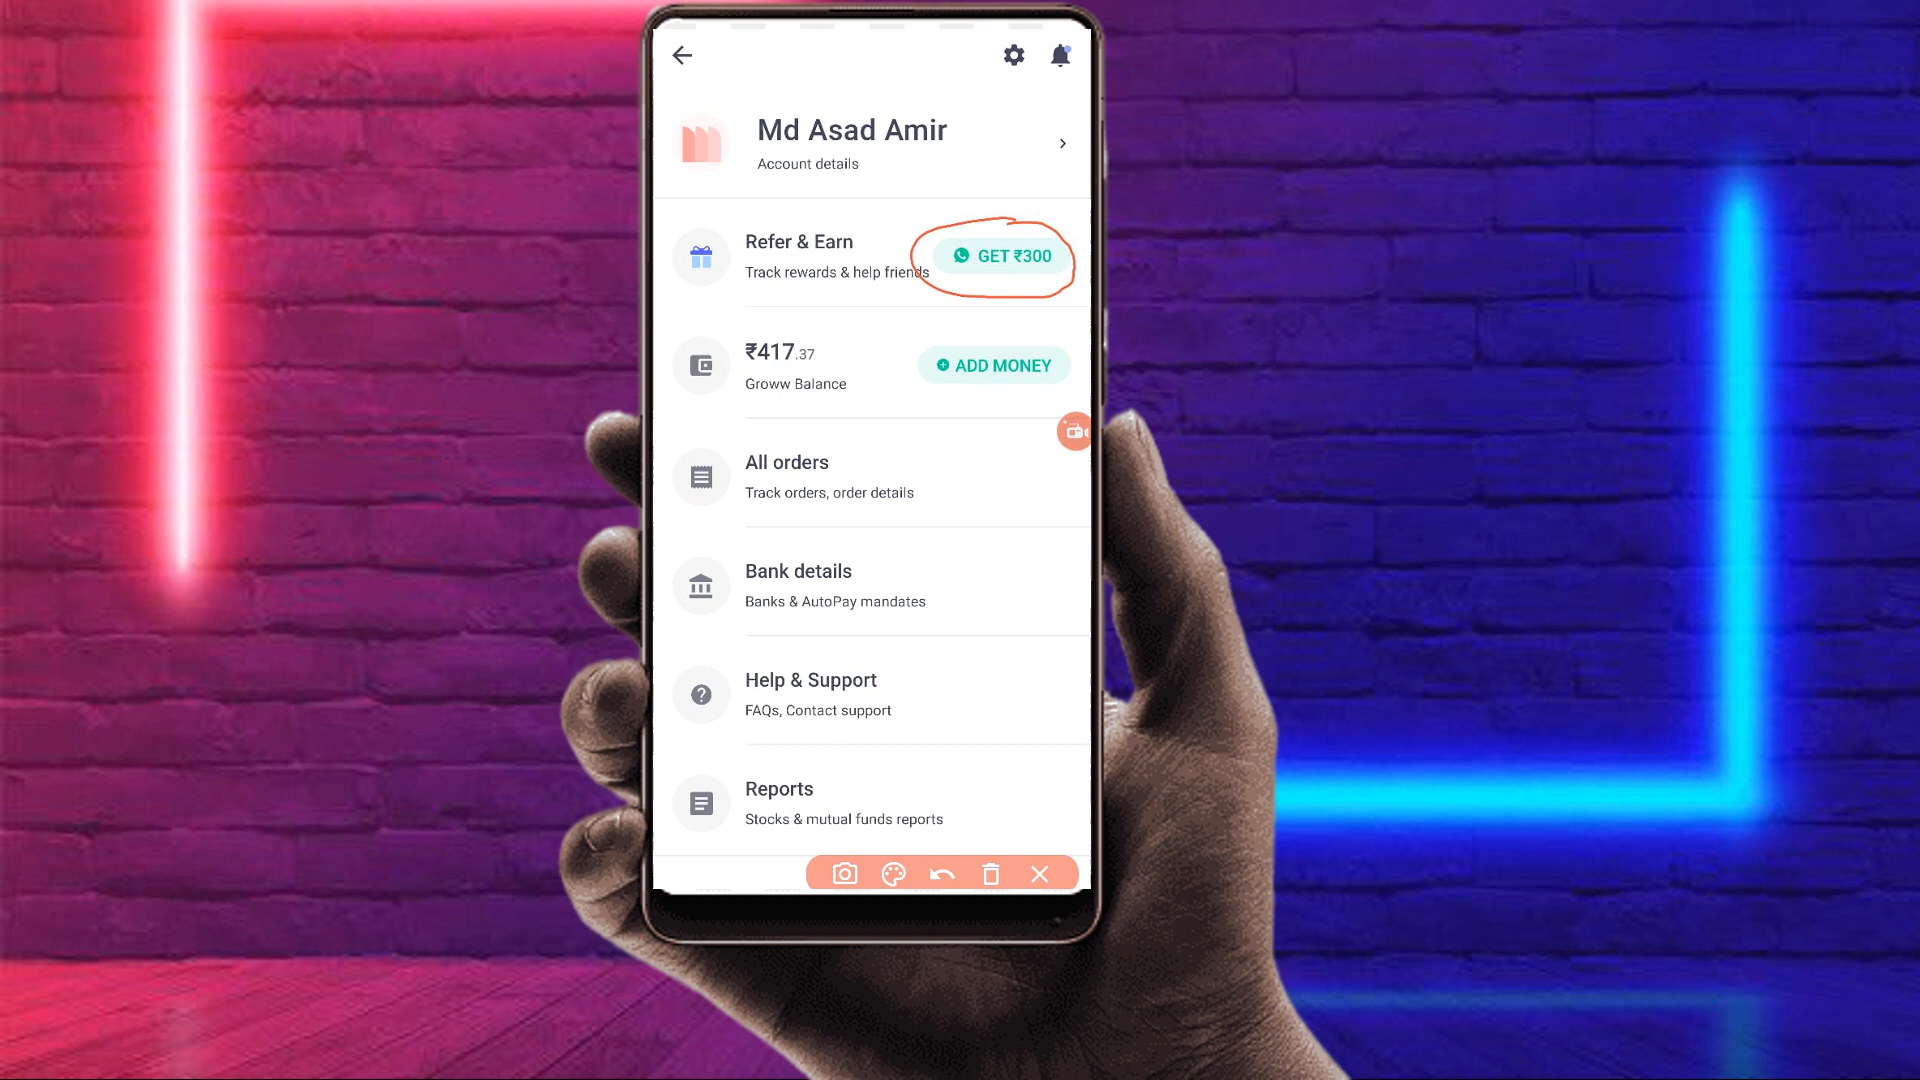 Md Asad Amir
Account details
Refer & Earn
GET ₹300
Track rewards & help friends
₹417.37
Groww Balance
ADD MONEY
All orders
Track orders, order details
Bank details
Banks & AutoPay mandates
Help & Support
FAQs, Contact support
Reports
Stocks & mutual funds reports